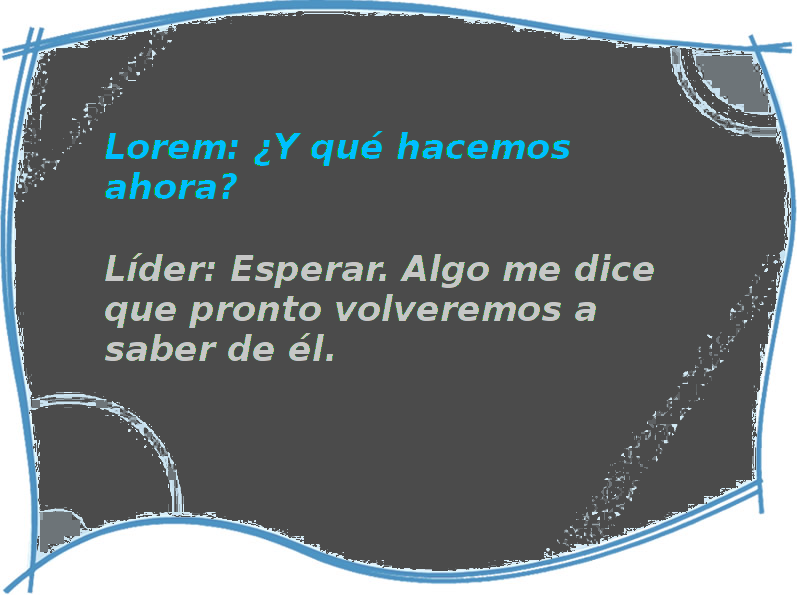 Lorem: ¿Y qué hacemos
ahora?
Líder: Esperar. Algo me dice
que pronto volveremos a
saber de él.